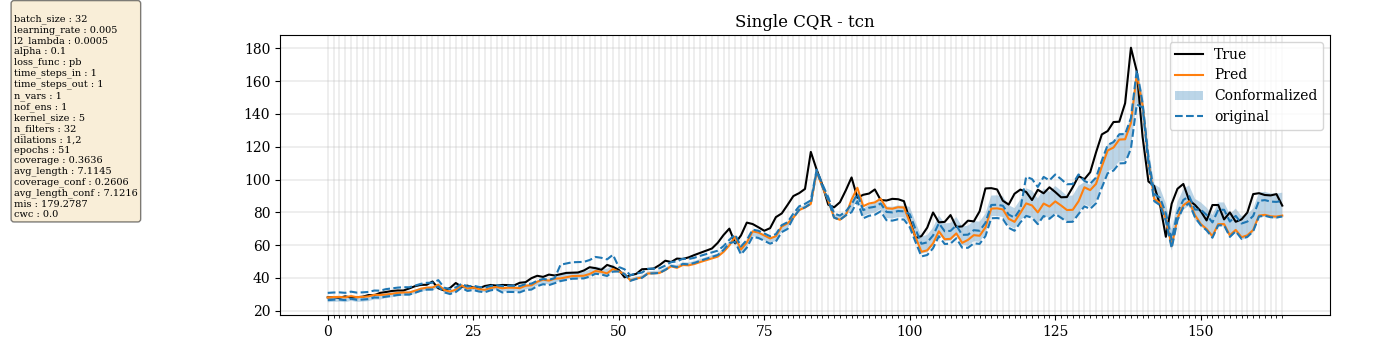 batch_size : 32
learning_rate : 0.005
l2_lambda : 0.0005
alpha : 0.1
loss_func : pb
time_steps_in : 1
time_steps_out : 1
n_vars : 1
nof_ens : 1
kernel_size : 5
n_filters : 32
dilations : 1,2
epochs : 51
coverage : 0.3636
avg_length : 7.1145
coverage_conf : 0.2606
avg_length_conf : 7.1216
mis : 179.2787
cwc : 0.0
Single CQR - tcn
180
160
140
120
100
80
60
40
20
0 25 50 75 100 125 150
True
Pred
Conformalized
original